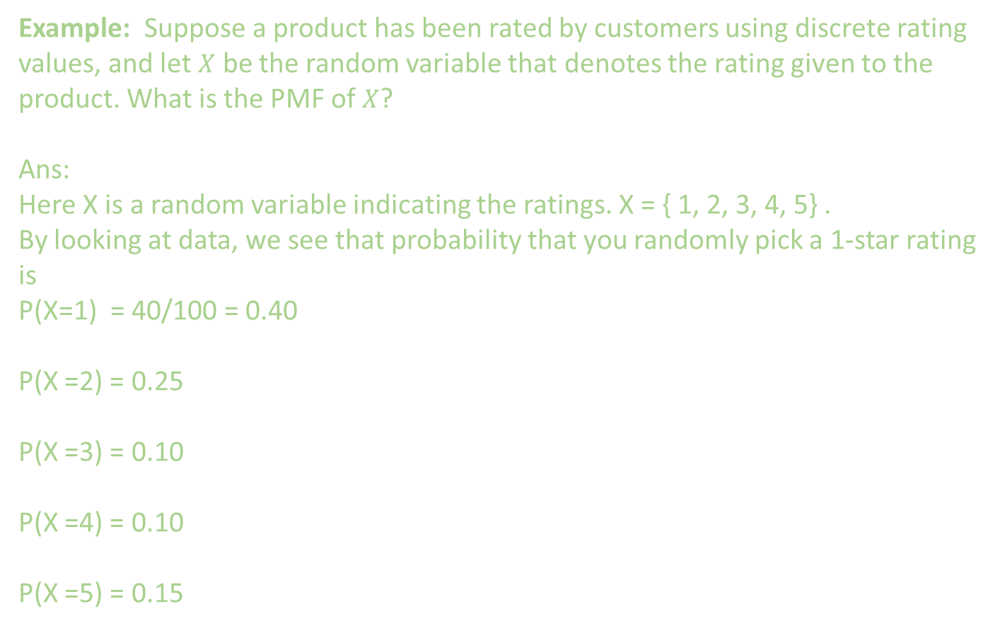 Example: Suppose a product has been rated by customers using discrete rating
values, and let X be the random variable that denotes the rating given to the
product. What is the PMF of X?
Ans:
Here X is a random variable indicating the ratings. X = { 1, 2, 3, 4, 5} .
By looking at data, we see that probability that you randomly pick a 1-star rating
is
P(X=1) = 40/100 = 0.40
P(X =2) = 0.25
P(X =3) = 0.10
P(X =4) = 0.10
P(X =5) = 0.15